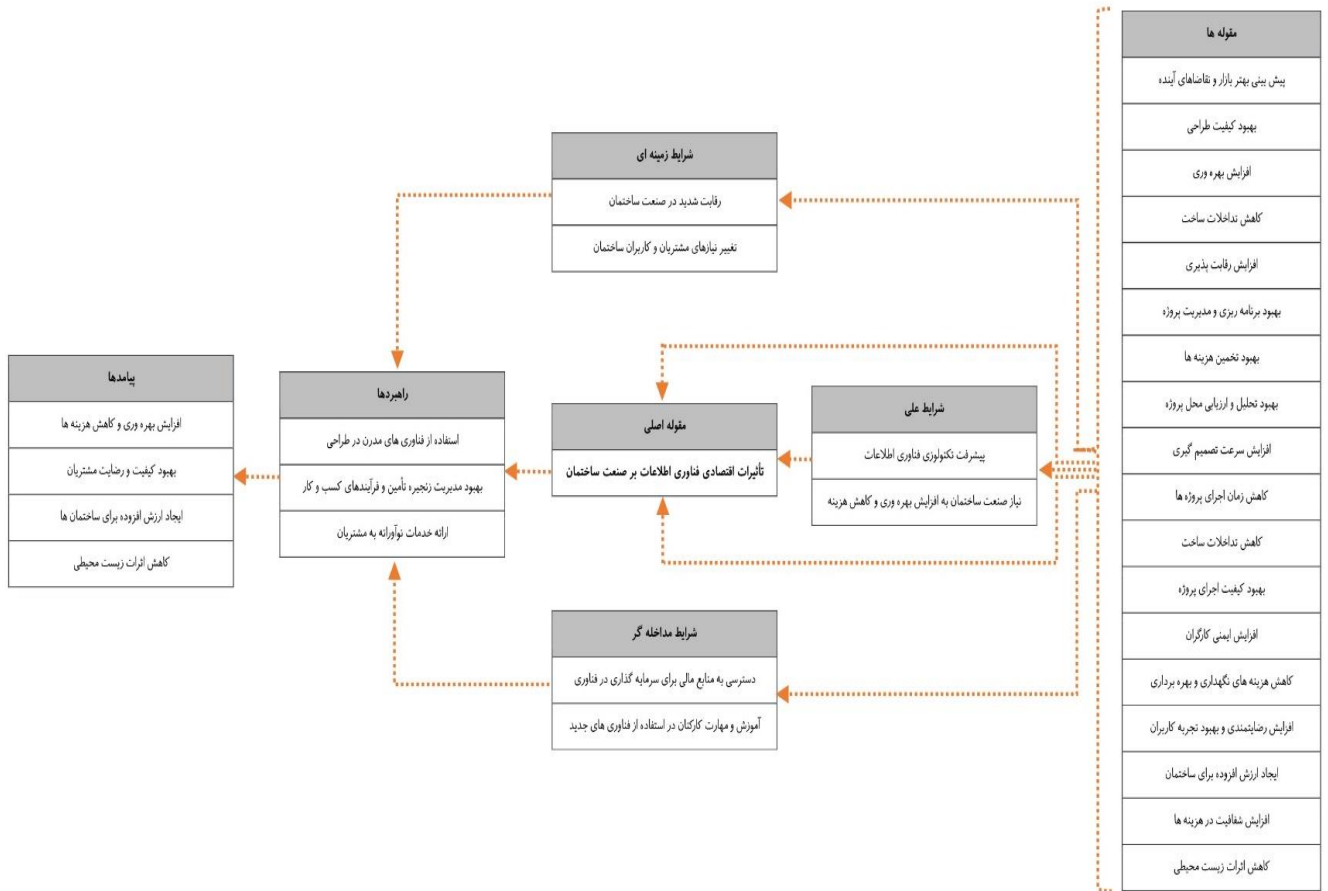 مقوله ها
پیش بینی بهتر بازار و تقاضاهای آینده
بهبود کیفیت طراحی
افزایش بهره وری
کاهش تداخلات ساخت
افزایش رقابت پذیری
بهبود برنامه ریزی و مدیریت پروژه
بهبود تخمین هزینه ها
بهبود تحلیل و ارزیابی محل پروژه
افزایش سرعت تصمیم گیری
کاهش زمان اجرای پروژه ها
کاهش تداخلات ساخت
بهبود کیفیت اجرای پروژه
افزایش ایمنی کارگران
کاهش هزینه های نگهداری و بهره برداری
افزایش رضایتمندی و بهبود تجربه کاربران
ایجاد ارزش افزوده برای ساختمان
افزایش شفافیت در هزینه ها
کاهش اثرات زیست محیطی
شرایط علی
پیشرفت تکنولوژی فناوری اطلاعات
نیاز صنعت ساختمان به افزایش بهره وری و کاهش هزینه
شرایط زمینه ای
رقابت شدید در صنعت ساختمان
تغییر نیازهای مشتریان و کاربران ساختمان
مقوله اصلی
تأثیرات اقتصادی فناوری اطلاعات بر صنعت ساختمان
شرایط مداخله گر
دسترسی به منابع مالی برای سرمایه گذاری در فناوری
آموزش و مهارت کارکنان در استفاده از فناوری های جدید
راهبردها
استفاده از فناوری های مدرن در طراحی
بهبود مدیریت زنجیره تأمین و فرآیندهای کسب و کار
ارائه خدمات نوآورانه به مشتریان
پیامدها
افزایش بهره وری و کاهش هزینه ها
بهبود کیفیت و رضایت مشتریان
ایجاد ارزش افزوده برای ساختمان ها
کاهش اثرات زیست محیطی